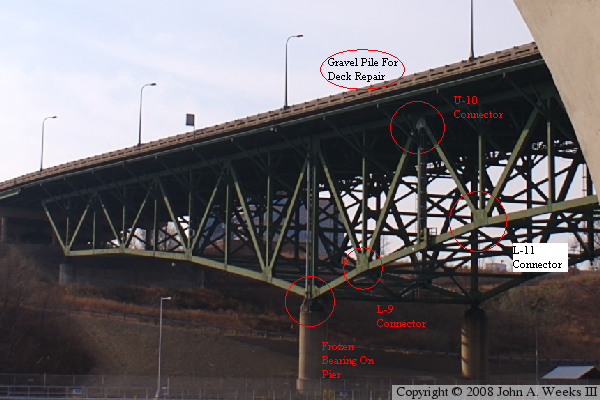 Gravel Pile For
Deck Repair
U-10
Connector
L-11
Connector
L-9
Connector
Frozen
Bearing On
Pier
Copyright © 2008 John A. Weeks III